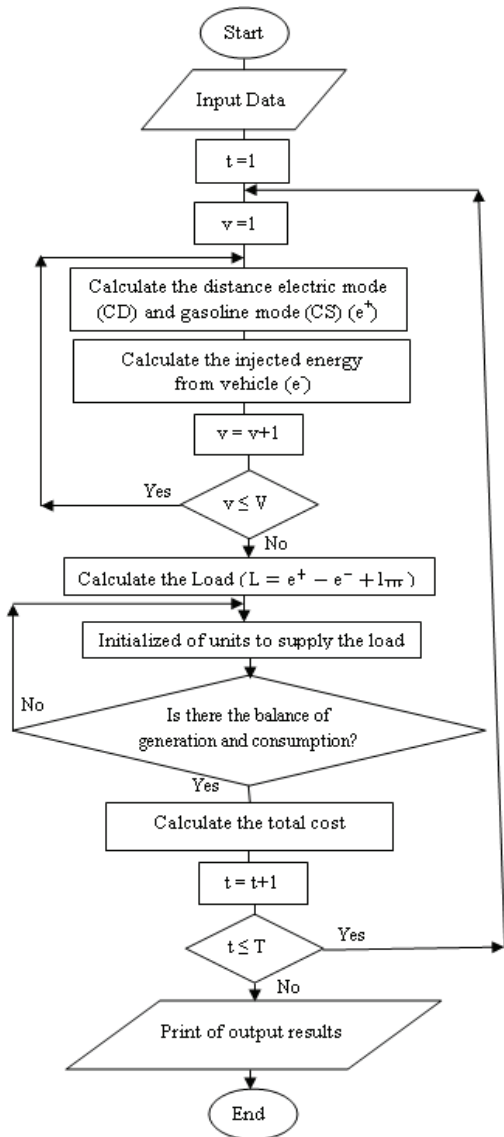 Start
Input Data
t =1
v =1
Calculate the distance electric mode
(CD) and gasoline mode (CS) (e⁺)
Calculate the injected energy
from vehicle (e⁻)
v = v+1
Yes
v ≤ V
No
Calculate the Load (L = e⁺ − e⁻ + l)
Initialized of units to supply the load
No
Is there the balance of
generation and consumption?
Yes
Calculate the total cost
t = t+1
t ≤ T
Yes
No
Print of output results
End